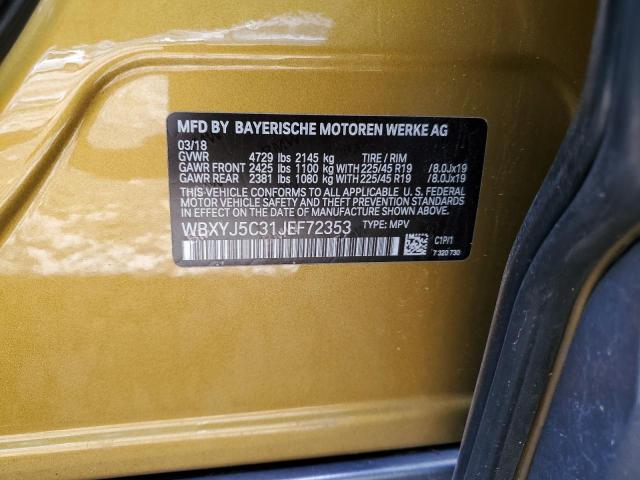 MFD BY BAYERISCHE MOTOREN WERKE AG
03/18
GVWR 4729 lbs 2145 kg TIRE / RIM
GAWR FRONT 2425 lbs 1100 kg WITH 225/45 R19 /8.0Jx19
GAWR REAR 2381 lbs 1080 kg WITH 225/45 R19 /8.0Jx19
THIS VEHICLE CONFORMS TO ALL APPLICABLE U. S. FEDERAL
MOTOR VEHICLE SAFETY AND THEFT PREVENTION STANDARDS
IN EFFECT ON THE DATE OF MANUFACTURE SHOWN ABOVE.
WBXYJ5C31JEF72353 TYPE: MPV
C1P/1
7 320 730